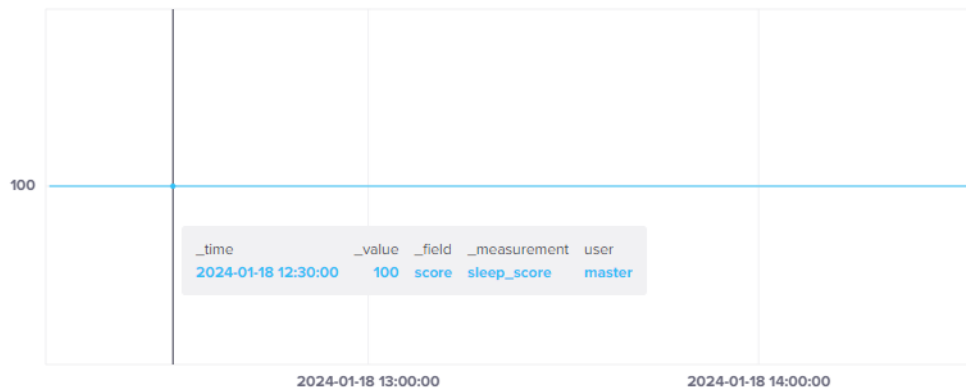 100
_time _value _field _measurement user
2024-01-18 12:30:00 100 score sleep_score master
2024-01-18 13:00:00 2024-01-18 14:00:00